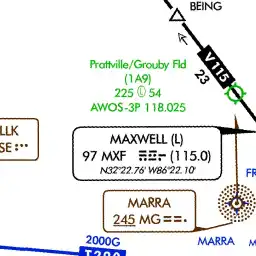 BEING
V115
23
Prattville/Grouby Fld
(1A9)
225 Ⓛ 54
AWOS-3P 118.025
LLK
SE
MAXWELL (L)
97 MXF (115.0)
N32°22.76' W86°22.10'
FR
MARRA
245 MG
MARRA
M
2000G